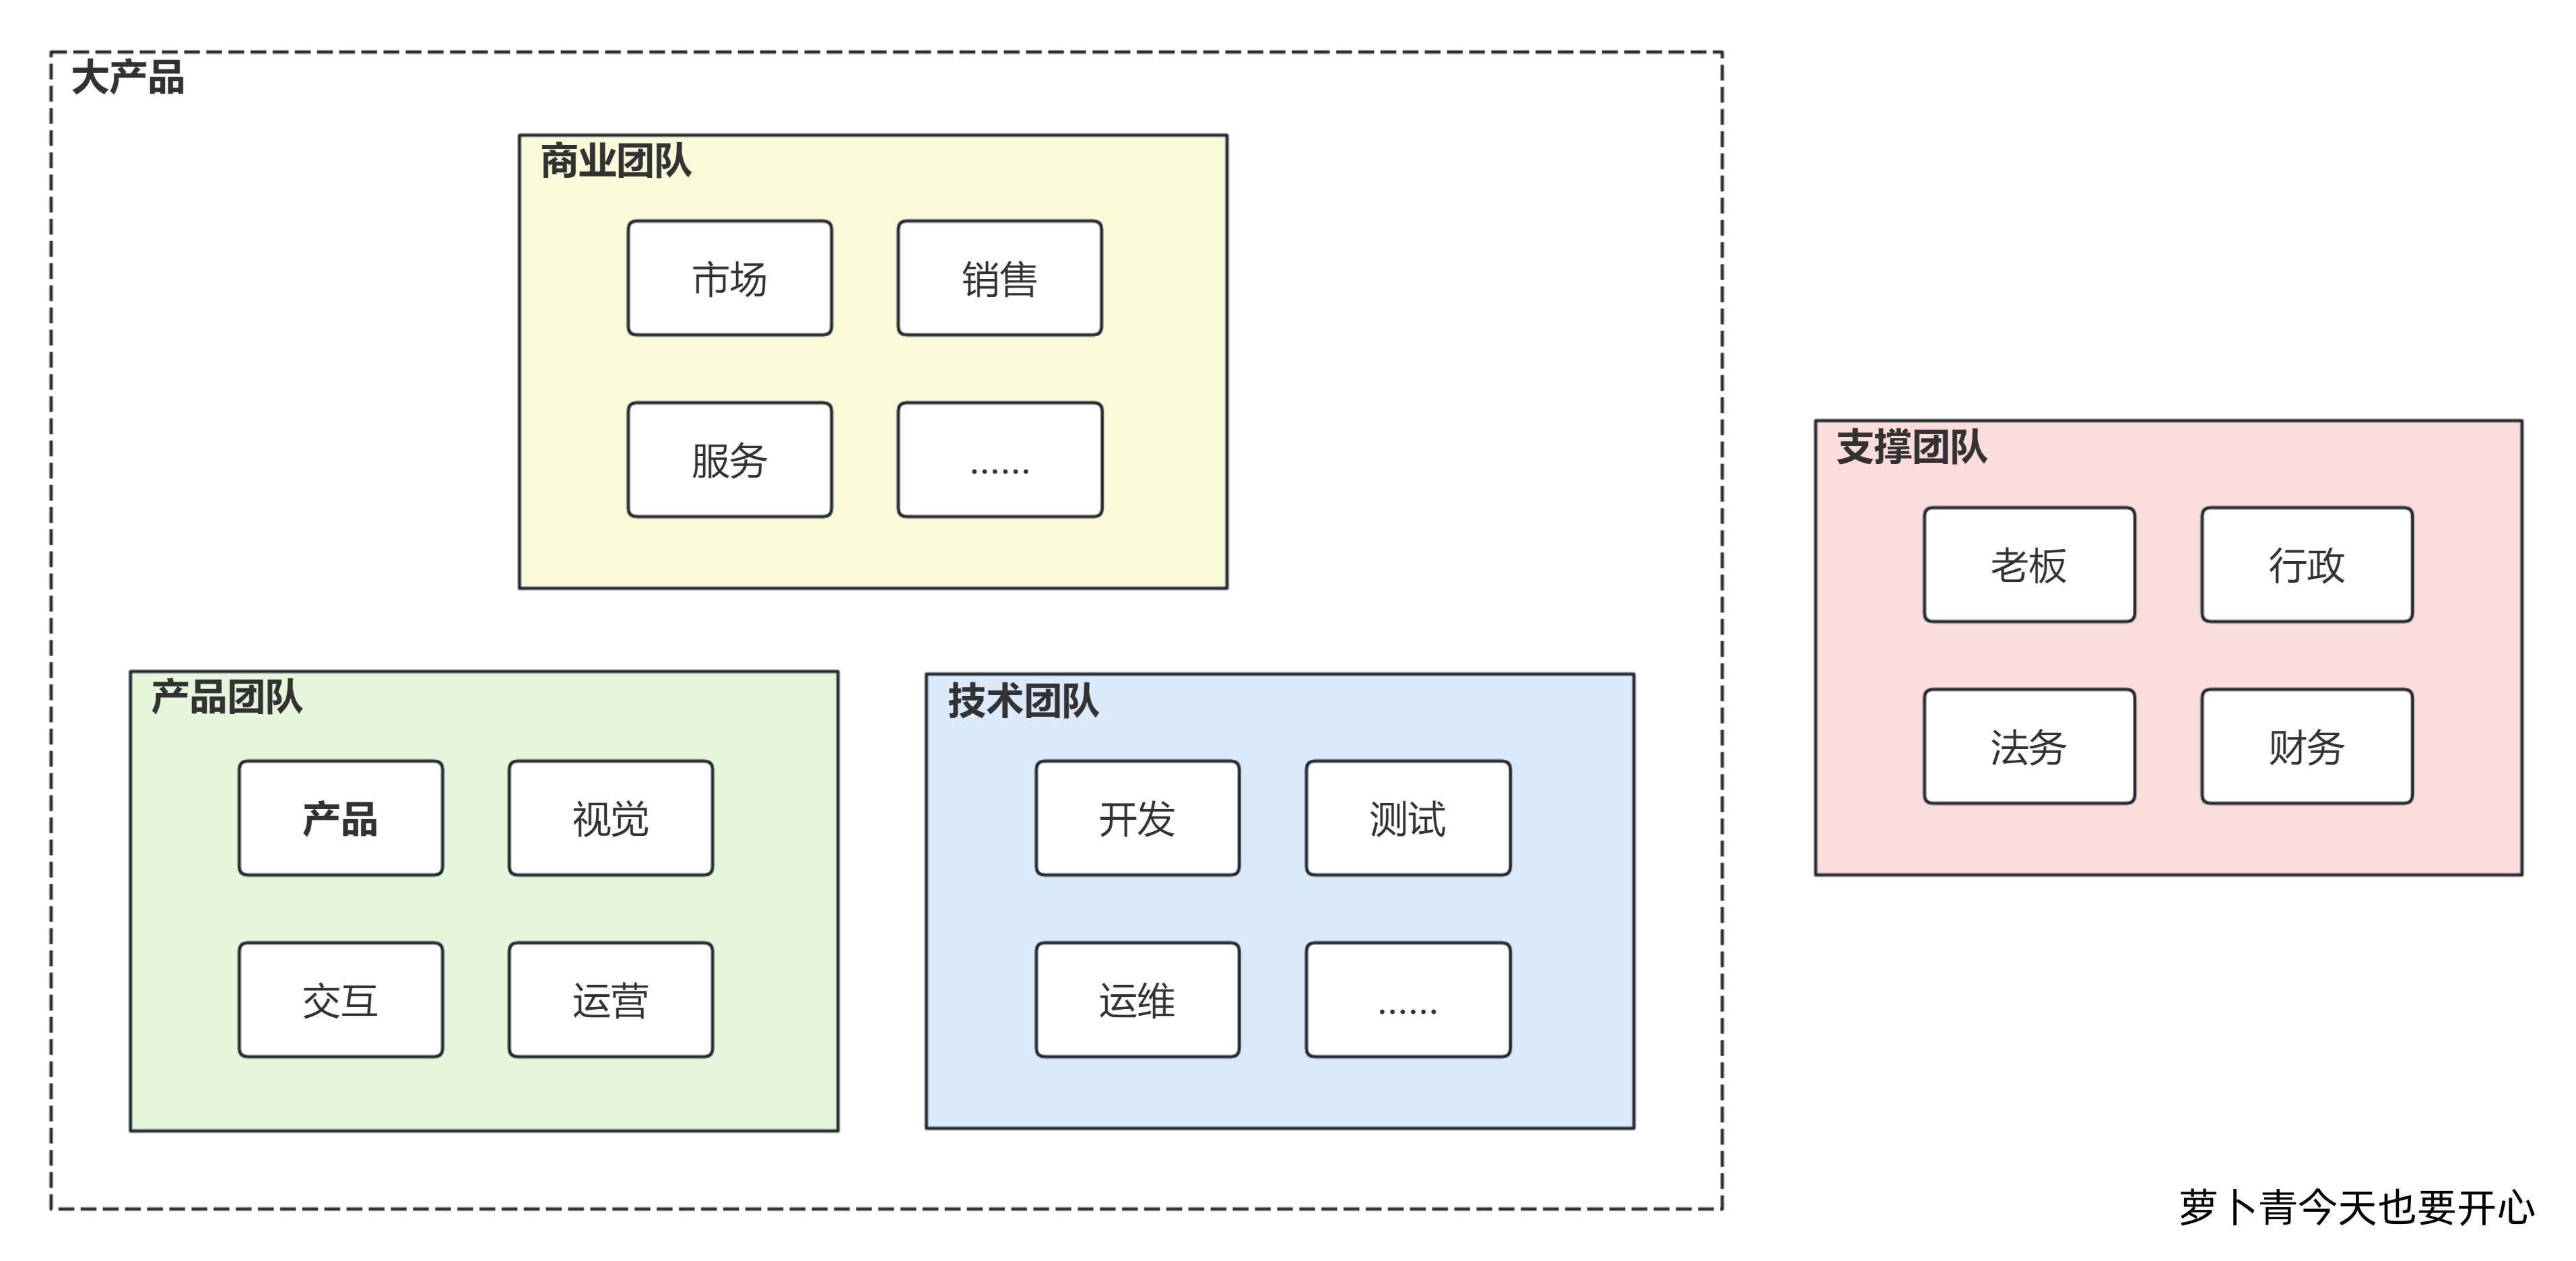 大产品
商业团队
市场
销售
服务
......
产品团队
产品
视觉
交互
运营
技术团队
开发
测试
运维
......
支撑团队
老板
行政
法务
财务
萝卜青今天也要开心